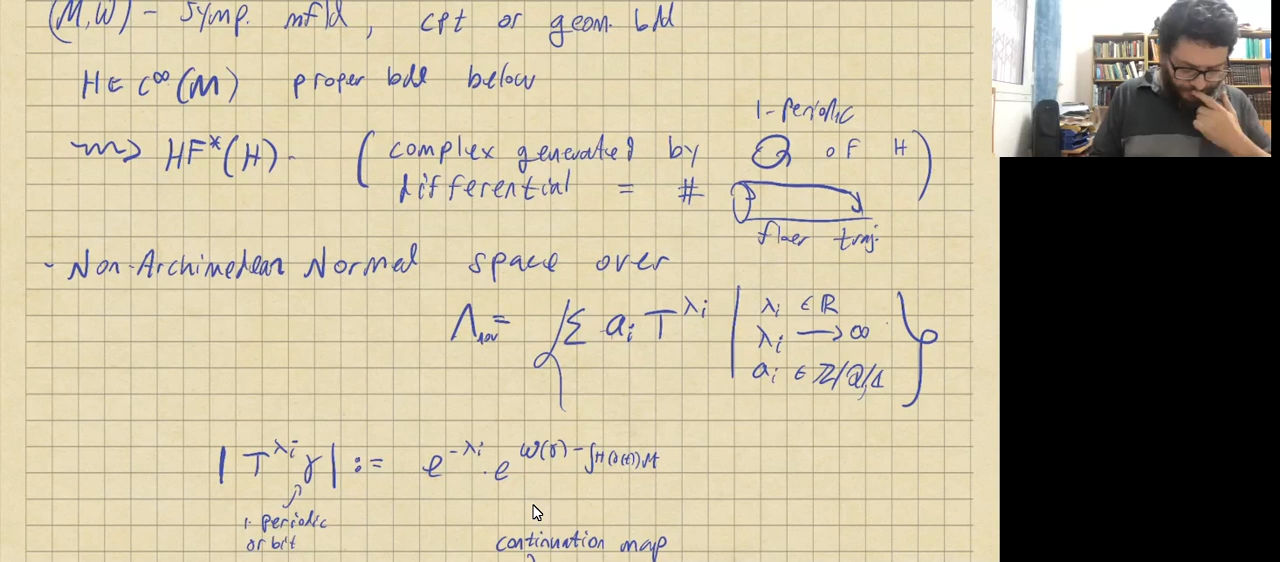 (M,W) - Symp. mfld, cpt or geom. bdd
H ∈ C^∞(M) proper bdd below
⇝ HF*(H). ( complex generated by 1-periodic of H )
differential = #
floer traj.
- Non-Archimedean Normed space over
Λ_nov = { Σ a_i T^{λ_i} | λ_i ∈ ℝ
λ_i → ∞
a_i ∈ }
| T^{λ_i} γ | := e^{-λ_i} · e^{ω(γ) - ∫H(γ(t))dt}
1-periodic
orbit
continuation map